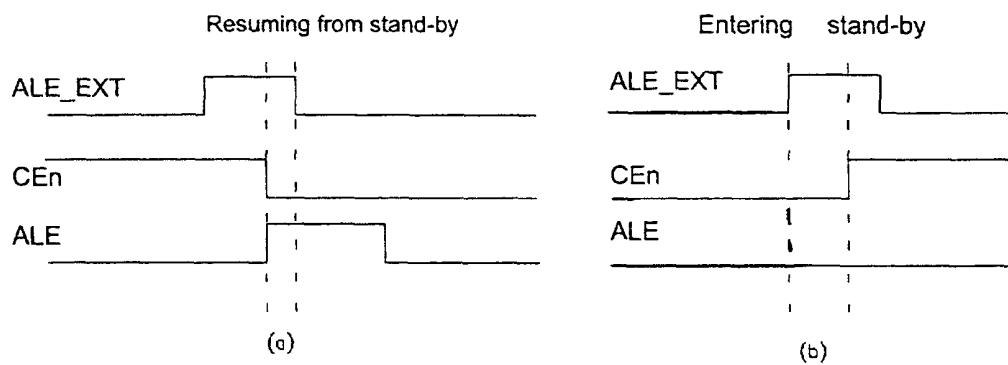 Resuming from stand-by
ALE_EXT
CEn
ALE
(a)
Entering stand-by
ALE_EXT
CEn
ALE
(b)